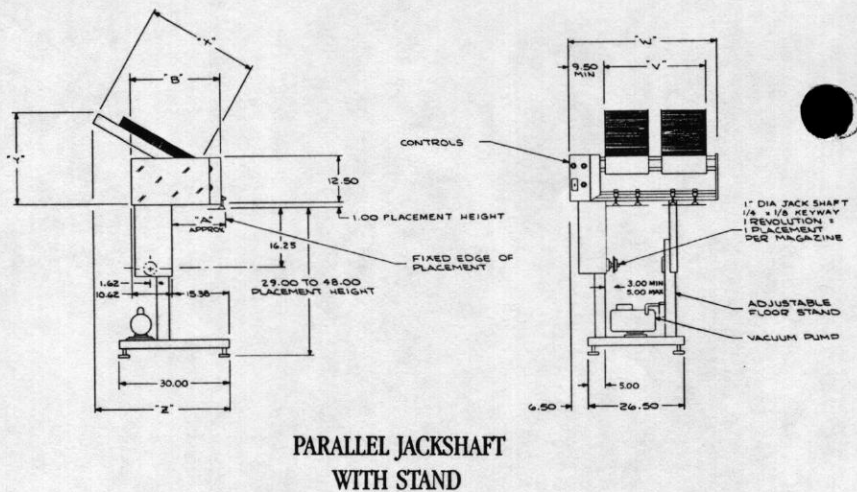 "X"
"B"
"Y"
12.50
1.00 PLACEMENT HEIGHT
"A"
APPROX
16.25
FIXED EDGE OF
PLACEMENT
1.62
10.62
15.38
29.00 TO 48.00
PLACEMENT HEIGHT
30.00
"Z"
"W"
9.50
MIN
"V"
CONTROLS
1" DIA JACK SHAFT
1/4 x 1/8 KEYWAY
1 REVOLUTION =
1 PLACEMENT
PER MAGAZINE
3.00 MIN
5.00 MAX
ADJUSTABLE
FLOOR STAND
VACUUM PUMP
5.00
6.50
26.50
PARALLEL JACKSHAFT
WITH STAND